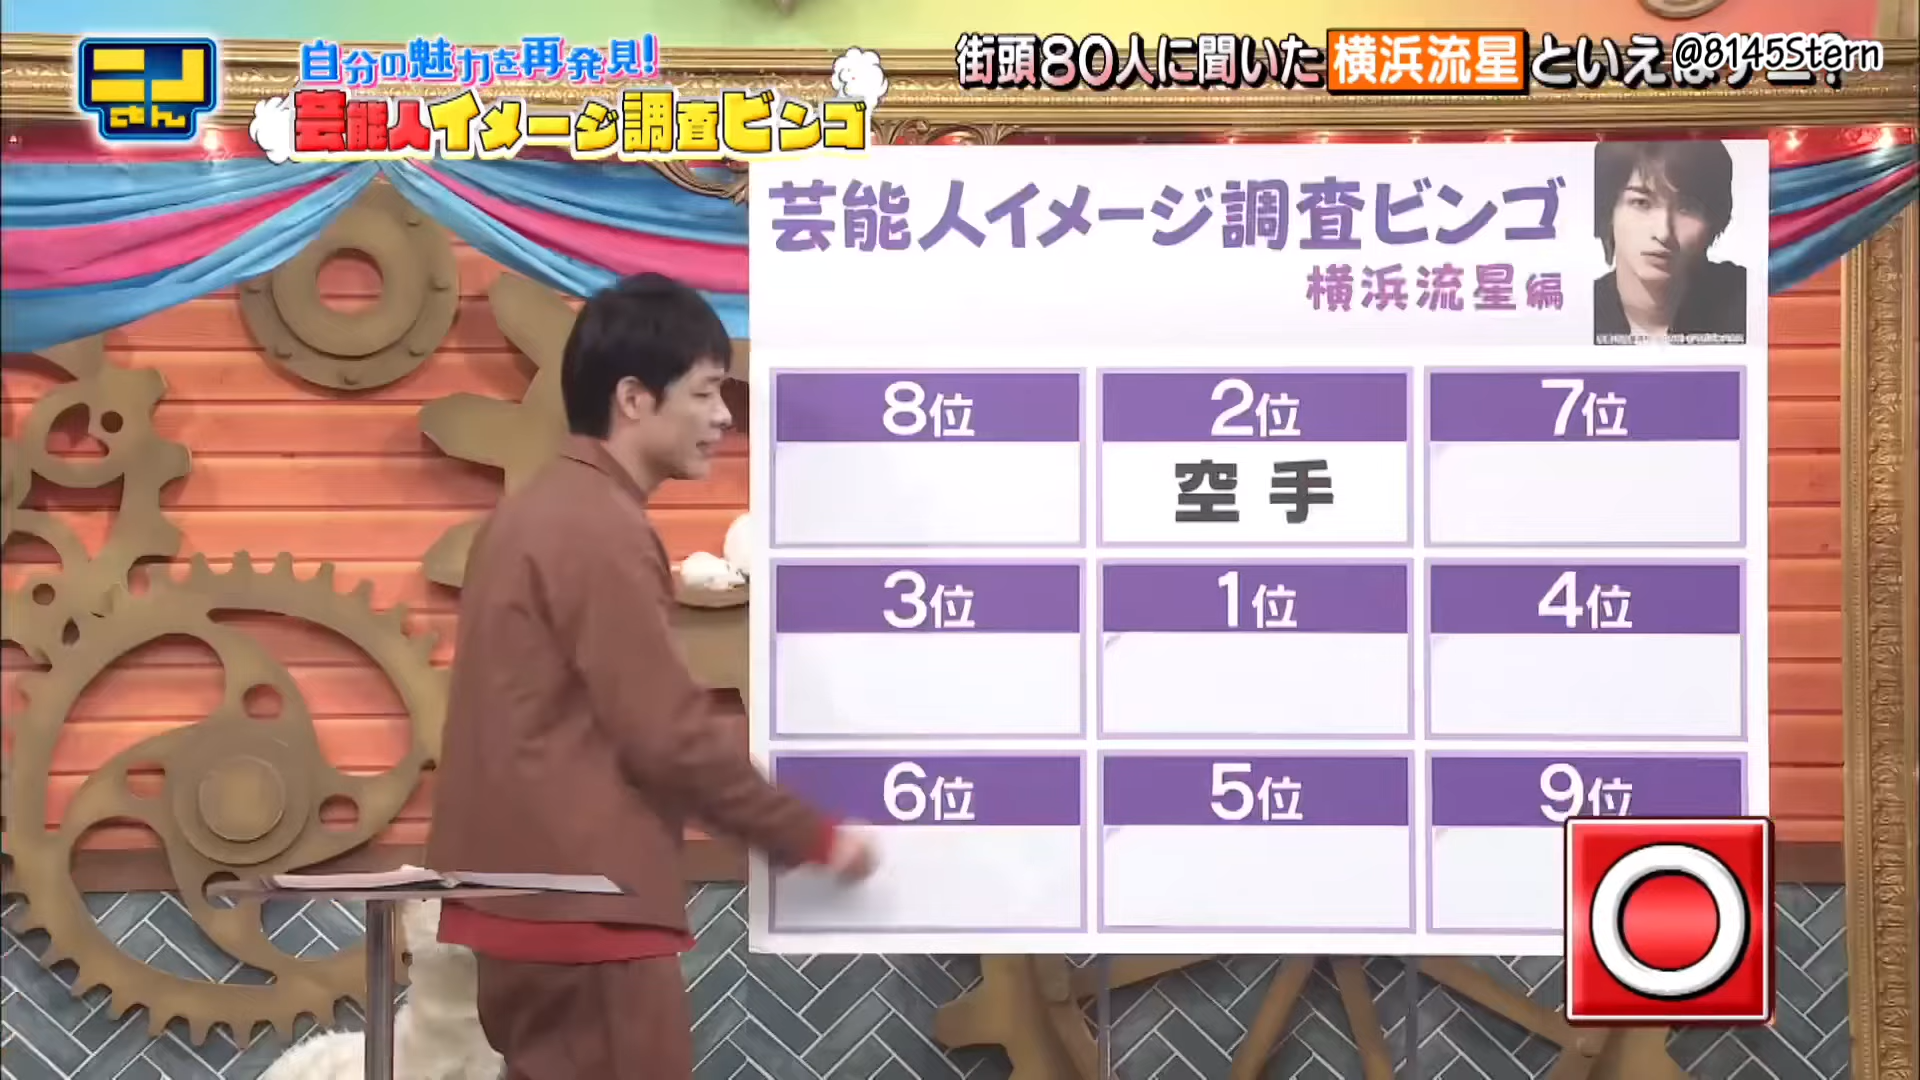 ニノさん
自分の魅力を再発見!
芸能人イメージ調査ビンゴ
街頭80人に聞いた 横浜流星 といえば
@8145Stern
芸能人イメージ調査ビンゴ
横浜流星編
8位 2位 7位
空手
3位 1位 4位
6位 5位 9位